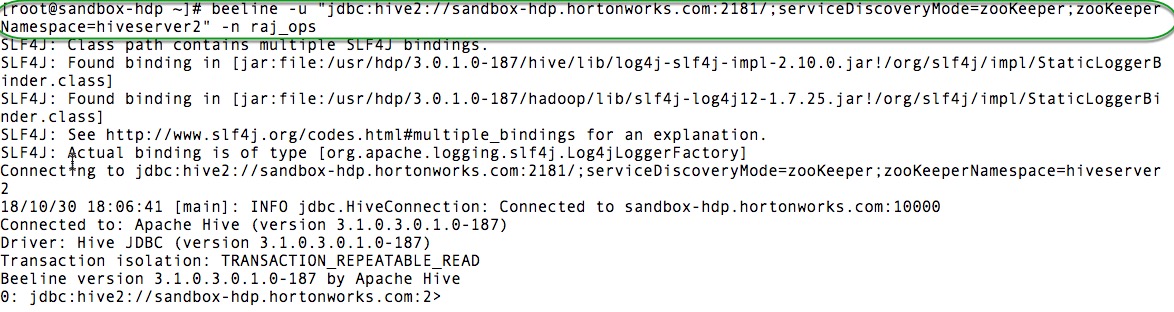 [root@sandbox-hdp ~]# beeline -u "jdbc:hive2://sandbox-hdp.hortonworks.com:2181/;serviceDiscoveryMode=zooKeeper;zooKeeper
Namespace=hiveserver2" -n raj_ops
SLF4J: Class path contains multiple SLF4J bindings.
SLF4J: Found binding in [jar:file:/usr/hdp/3.0.1.0-187/hive/lib/log4j-slf4j-impl-2.10.0.jar!/org/slf4j/impl/StaticLoggerB
inder.class]
SLF4J: Found binding in [jar:file:/usr/hdp/3.0.1.0-187/hadoop/lib/slf4j-log4j12-1.7.25.jar!/org/slf4j/impl/StaticLoggerBi
nder.class]
SLF4J: See http://www.slf4j.org/codes.html#multiple_bindings for an explanation.
SLF4J: Actual binding is of type [org.apache.logging.slf4j.Log4jLoggerFactory]
Connecting to jdbc:hive2://sandbox-hdp.hortonworks.com:2181/;serviceDiscoveryMode=zooKeeper;zooKeeperNamespace=hiveserver
2
18/10/30 18:06:41 [main]: INFO jdbc.HiveConnection: Connected to sandbox-hdp.hortonworks.com:10000
Connected to: Apache Hive (version 3.1.0.3.0.1.0-187)
Driver: Hive JDBC (version 3.1.0.3.0.1.0-187)
Transaction isolation: TRANSACTION_REPEATABLE_READ
Beeline version 3.1.0.3.0.1.0-187 by Apache Hive
0: jdbc:hive2://sandbox-hdp.hortonworks.com:2>